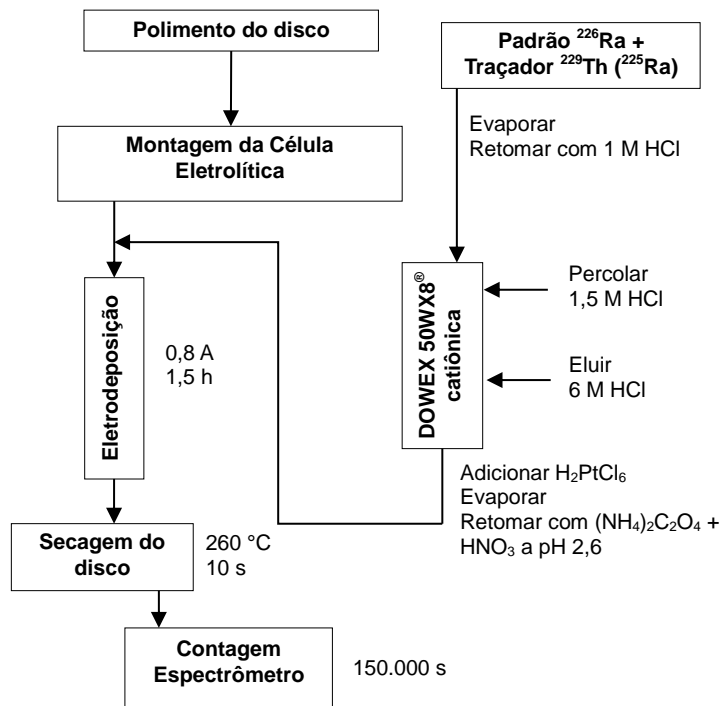 Polimento do disco
Padrão ²²⁶Ra +
Traçador ²²⁹Th (²²⁵Ra)
Evaporar
Retomar com 1 M HCl
Montagem da Célula
Eletrolítica
Eletrodeposição
0,8 A
1,5 h
DOWEX 50WX8®
catiônica
Percolar
1,5 M HCl
Eluir
6 M HCl
Adicionar H₂PtCl₆
Evaporar
Retomar com (NH₄)₂C₂O₄ +
HNO₃ a pH 2,6
Secagem do
disco
260 °C
10 s
Contagem
Espectrômetro
150.000 s